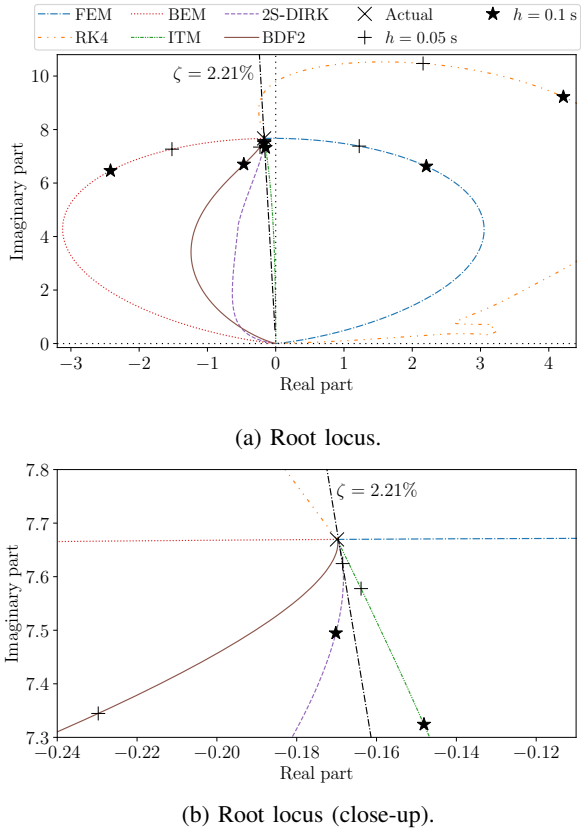 FEM BEM 2S-DIRK Actual h = 0.1 s
RK4 ITM BDF2 h = 0.05 s
ζ = 2.21%
10
8
6
4
2
0
Imaginary part
−3 −2 −1 0 1 2 3 4
Real part
(a) Root locus.
7.8
7.7
7.6
7.5
7.4
7.3
ζ = 2.21%
Imaginary part
−0.24 −0.22 −0.20 −0.18 −0.16 −0.14 −0.12
Real part
(b) Root locus (close-up).